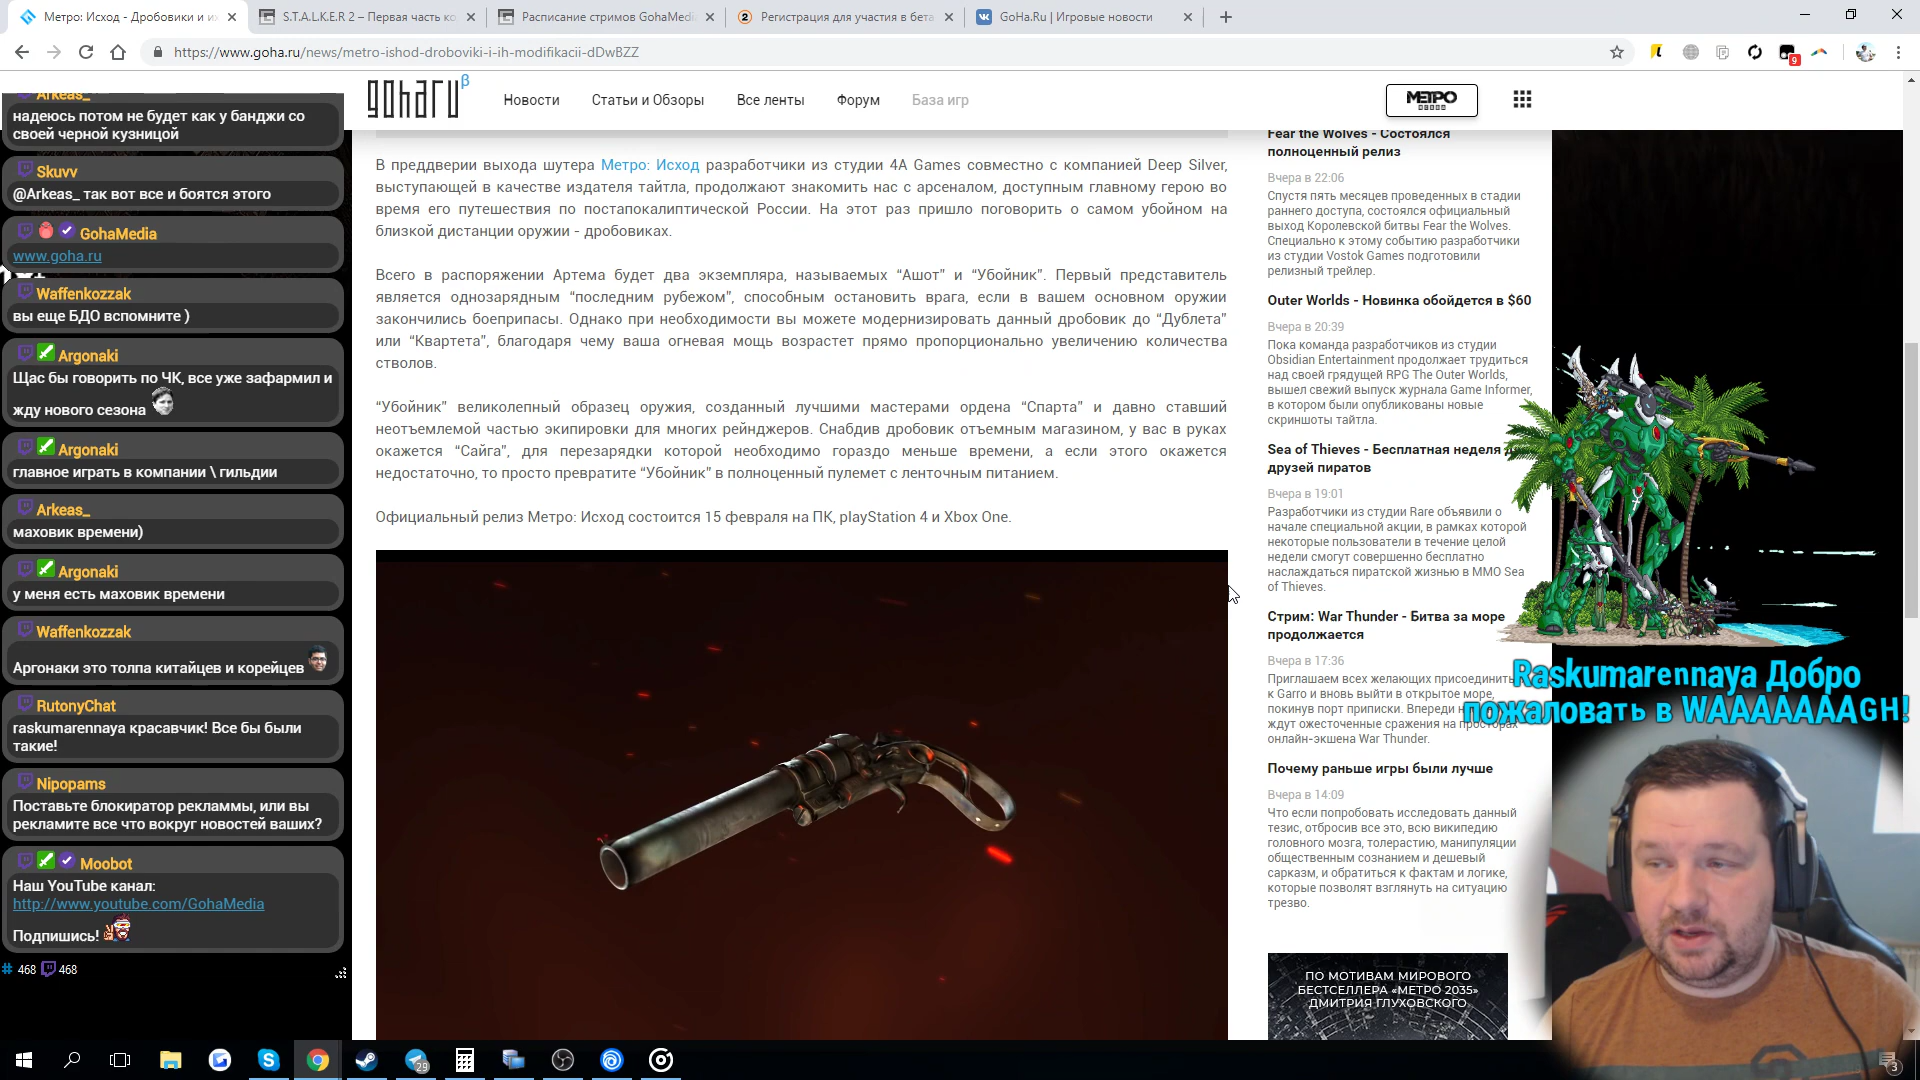 Метро: Исход - Дробовики и их
S.T.A.L.K.E.R 2 – Первая часть ко
Расписание стримов GohaMedia
Регистрация для участия в бета
GoHa.Ru | Игровые новости
https://www.goha.ru/news/metro-ishod-droboviki-i-ih-modifikacii-dDwBZZ
9
goharu β
Новости
Статьи и Обзоры
Все ленты
Форум
База игр
МЕТРО
Arkeas_
надеюсь потом не будет как у банджи со
своей черной кузницой
Skuvv
@Arkeas_ так вот все и боятся этого
GohaMedia
www.goha.ru
Waffenkozzak
вы еще БДО вспомните )
Argonaki
Щас бы говорить по ЧК, все уже зафармил и
жду нового сезона
Argonaki
главное играть в компании \ гильдии
Arkeas_
маховик времени)
Argonaki
у меня есть маховик времени
Waffenkozzak
Аргонаки это толпа китайцев и корейцев
RutonyChat
raskumarennaya красавчик! Все бы были
такие!
Nipopams
Поставьте блокиратор рекламмы, или вы
рекламите все что вокруг новостей ваших?
Moobot
Наш YouTube канал:
http://www.youtube.com/GohaMedia
Подпишись!
468 468
В преддверии выхода шутера Метро: Исход разработчики из студии 4A Games совместно с компанией Deep Silver,
выступающей в качестве издателя тайтла, продолжают знакомить нас с арсеналом, доступным главному герою во
время его путешествия по постапокалиптической России. На этот раз пришло поговорить о самом убойном на
близкой дистанции оружии - дробовиках.
Всего в распоряжении Артема будет два экземпляра, называемых “Ашот” и “Убойник”. Первый представитель
является однозарядным “последним рубежом”, способным остановить врага, если в вашем основном оружии
закончились боеприпасы. Однако при необходимости вы можете модернизировать данный дробовик до “Дублета”
или “Квартета”, благодаря чему ваша огневая мощь возрастет прямо пропорционально увеличению количества
стволов.
“Убойник” великолепный образец оружия, созданный лучшими мастерами ордена “Спарта” и давно ставший
неотъемлемой частью экипировки для многих рейнджеров. Снабдив дробовик отъемным магазином, у вас в руках
окажется “Сайга”, для перезарядки которой необходимо гораздо меньше времени, а если этого окажется
недостаточно, то просто превратите “Убойник” в полноценный пулемет с ленточным питанием.
Официальный релиз Метро: Исход состоится 15 февраля на ПК, playStation 4 и Xbox One.
Fear the Wolves - Состоялся
полноценный релиз
Вчера в 22:06
Спустя пять месяцев проведенных в стадии
раннего доступа, состоялся официальный
выход Королевской битвы Fear the Wolves.
Специально к этому событию разработчики
из студии Vostok Games подготовили
релизный трейлер.
Outer Worlds - Новинка обойдется в $60
Вчера в 20:39
Пока команда разработчиков из студии
Obsidian Entertainment продолжает трудиться
над своей грядущей RPG The Outer Worlds,
вышел свежий выпуск журнала Game Informer,
в котором были опубликованы новые
скриншоты тайтла.
Sea of Thieves - Бесплатная неделя
друзей пиратов
Вчера в 19:01
Разработчики из студии Rare объявили о
начале специальной акции, в рамках которой
некоторые пользователи в течение целой
недели смогут совершенно бесплатно
наслаждаться пиратской жизнью в ММО Sea
of Thieves.
Стрим: War Thunder - Битва за море
продолжается
Вчера в 17:36
Приглашаем всех желающих присоединить
к Garro и вновь выйти в открытое море,
покинув порт приписки. Впереди
ждут ожесточенные сражения на просторах
онлайн-экшена War Thunder.
Почему раньше игры были лучше
Вчера в 14:09
Что если попробовать исследовать данный
тезис, отбросив все это, всю википедию
головного мозга, толерастию, манипуляции
общественным сознанием и дешевый
сарказм, и обратиться к фактам и логике,
которые позволят взглянуть на ситуацию
трезво.
ПО МОТИВАМ МИРОВОГО
БЕСТСЕЛЛЕРА «МЕТРО 2035»
ДМИТРИЯ ГЛУХОВСКОГО
Raskumarennaya Добро
пожаловать в WAAAAAAAGH!
29
3